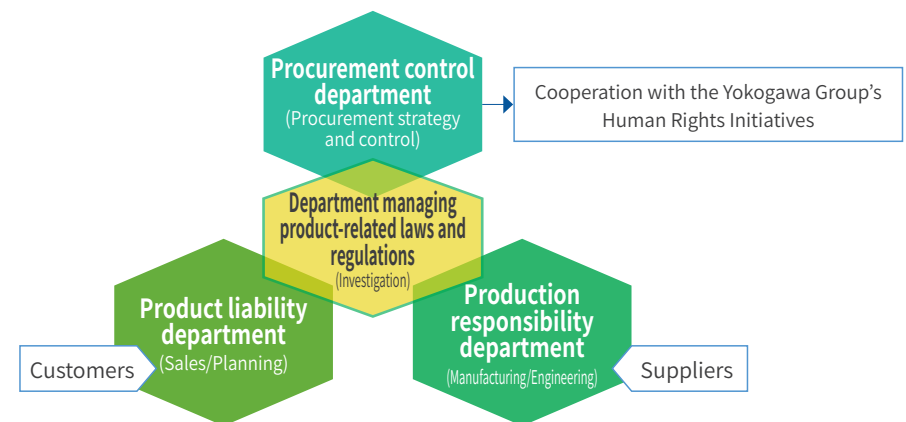 Procurement control
department
(Procurement strategy
and control)
Cooperation with the Yokogawa Group’s
Human Rights Initiatives
Department managing
product-related laws and
regulations
(Investigation)
Product liability
department
(Sales/Planning)
Customers
Production
responsibility
department
(Manufacturing/Engineering)
Suppliers